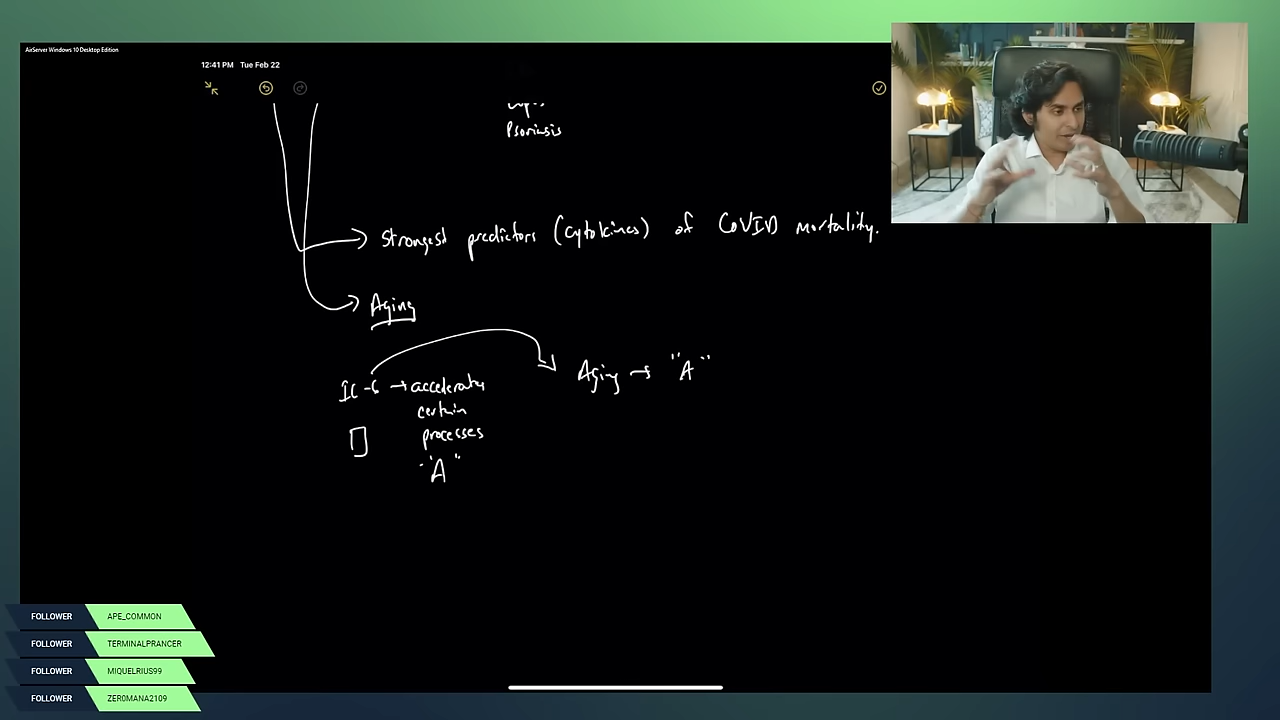 AirServer Windows 10 Desktop Edition
12:41 PM Tue Feb 22
Psoriasis
Strongest predictors (cytokines) of COVID mortality.
Aging
IL-6 → accelerates
certain
processes
"A"
Aging → "A"
FOLLOWER APE_COMMON
FOLLOWER TERMINALPRANCER
FOLLOWER MIQUELRIUS99
FOLLOWER ZER0MANA2109